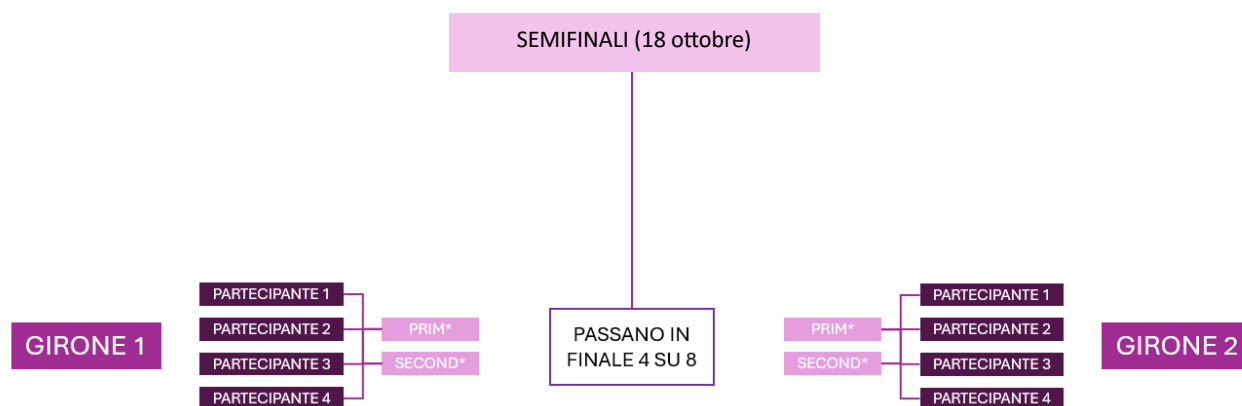 SEMIFINALI (18 ottobre)
GIRONE 1
PARTECIPANTE 1
PARTECIPANTE 2
PARTECIPANTE 3
PARTECIPANTE 4
PRIM*
SECOND*
PASSANO IN
FINALE 4 SU 8
PRIM*
SECOND*
PARTECIPANTE 1
PARTECIPANTE 2
PARTECIPANTE 3
PARTECIPANTE 4
GIRONE 2